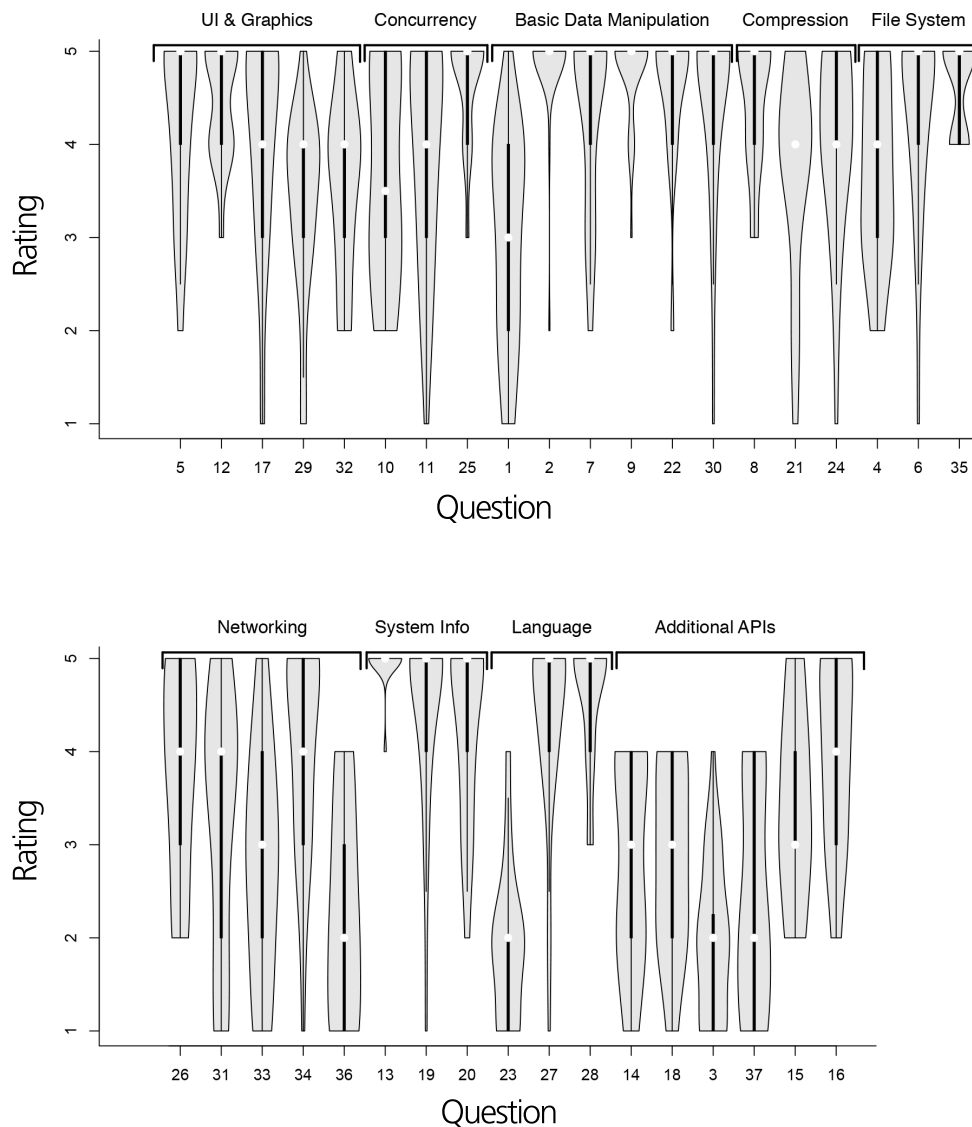 UI & Graphics Concurrency Basic Data Manipulation Compression File System
5
4
3
2
1
Rating
5 12 17 29 32 10 11 25 1 2 7 9 22 30 8 21 24 4 6 35
Question
Networking System Info Language Additional APIs
5
4
3
2
1
Rating
26 31 33 34 36 13 19 20 23 27 28 14 18 3 37 15 16
Question